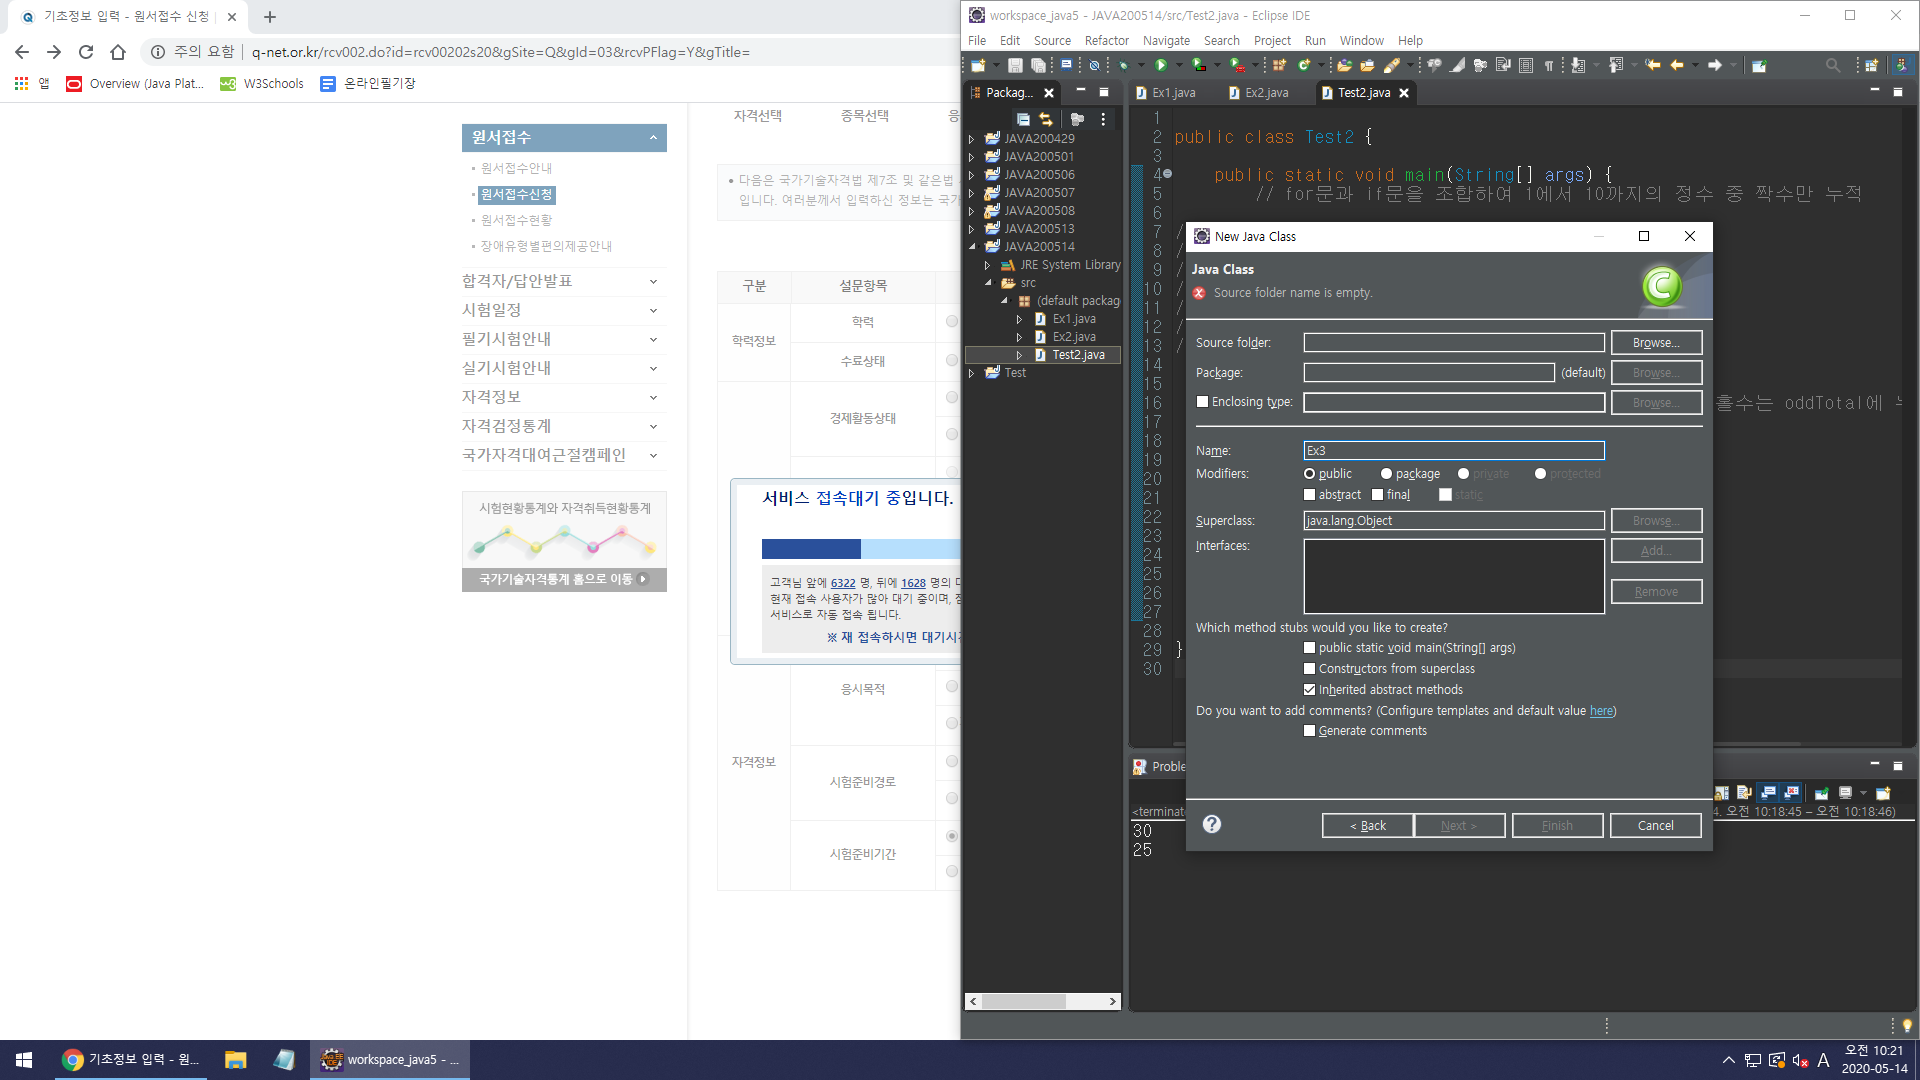 기초정보 입력 - 원서접수 신청
주의 요함
q-net.or.kr/rcv002.do?id=rcv00202s20&gSite=Q&gId=03&rcvPFlag=Y&gTitle=
앱
Overview (Java Plat...
W3Schools
온라인필기장
원서접수
원서접수안내
원서접수신청
원서접수현황
장애유형별편의제공안내
합격자/답안발표
시험일정
필기시험안내
실기시험안내
자격정보
자격검정통계
국가자격대여근절캠페인
시험현황통계와 자격취득현황통계
국가기술자격통계 홈으로 이동
자격선택
종목선택
다음은 국가기술자격법 제7조 및 같은법
입니다. 여러분께서 입력하신 정보는 국가
구분
설문항목
학력정보
학력
수료상태
경제활동상태
서비스 접속대기 중입니다.
고객님 앞에 6322 명, 뒤에 1628 명의
현재 접속 사용자가 많아 대기 중이며,
서비스로 자동 접속 됩니다.
※ 재 접속하시면 대기시
응시목적
자격정보
시험준비경로
시험준비기간
workspace_java5 - JAVA200514/src/Test2.java - Eclipse IDE
File Edit Source Refactor Navigate Search Project Run Window Help
Packag...
JAVA200429
JAVA200501
JAVA200506
JAVA200507
JAVA200508
JAVA200513
JAVA200514
JRE System Library
src
(default packag
Ex1.java
Ex2.java
Test2.java
Test
Ex1.java
Ex2.java
Test2.java
1
2 public class Test2 {
3
4 public static void main(String[] args) {
5 // for문과 if문을 조합하여 1에서 10까지의 정수 중 짝수만 누적
6
7 /
8 /
9 /
10 /
11 /
12 /
13 /
14
15
16 홀수는 oddTotal에
17
18
19
20
21
22
23
24
25
26
27
28
29 }
30
New Java Class
Java Class
Source folder name is empty.
Source folder:
Browse...
Package:
(default)
Browse...
Enclosing type:
Browse...
Name:
Ex3
Modifiers:
public
package
private
protected
abstract
final
static
Superclass:
java.lang.Object
Browse...
Interfaces:
Add...
Remove
Which method stubs would you like to create?
public static void main(String[] args)
Constructors from superclass
Inherited abstract methods
Do you want to add comments? (Configure templates and default value here)
Generate comments
< Back
Next >
Finish
Cancel
Proble
<terminate
4. 오전 10:18:45 – 오전 10:18:46)
30
25
기초정보 입력 - 원...
workspace_java5 - ...
A
오전 10:21
2020-05-14